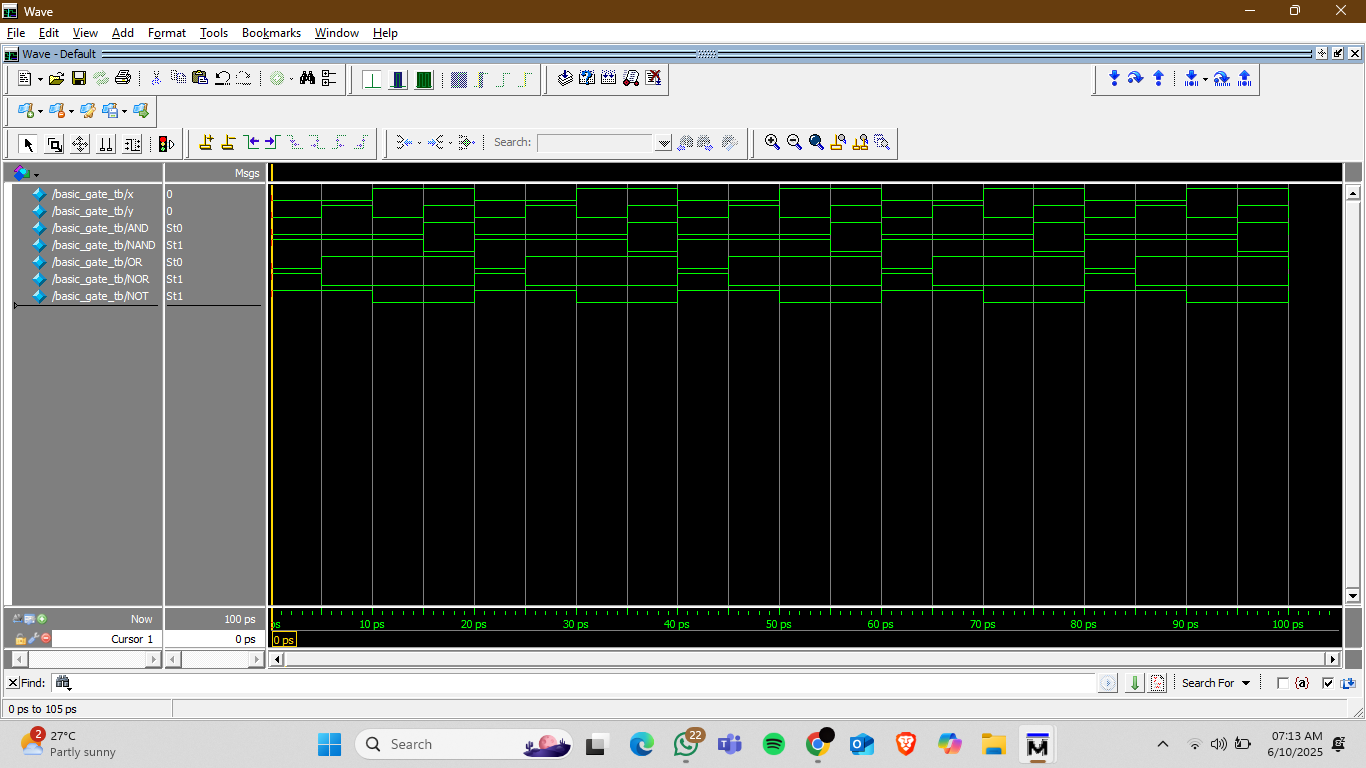 Wave
File Edit View Add Format Tools Bookmarks Window Help
Wave - Default
Search:
Msgs
/basic_gate_tb/x 0
/basic_gate_tb/y 0
/basic_gate_tb/AND St0
/basic_gate_tb/NAND St1
/basic_gate_tb/OR St0
/basic_gate_tb/NOR St1
/basic_gate_tb/NOT St1
Now 100 ps ps 10 ps 20 ps 30 ps 40 ps 50 ps 60 ps 70 ps 80 ps 90 ps 100 ps
Cursor 1 0 ps 0 ps
Find: Search For {a}
0 ps to 105 ps
2 27°C
Partly sunny
Search
22
07:13 AM
6/10/2025